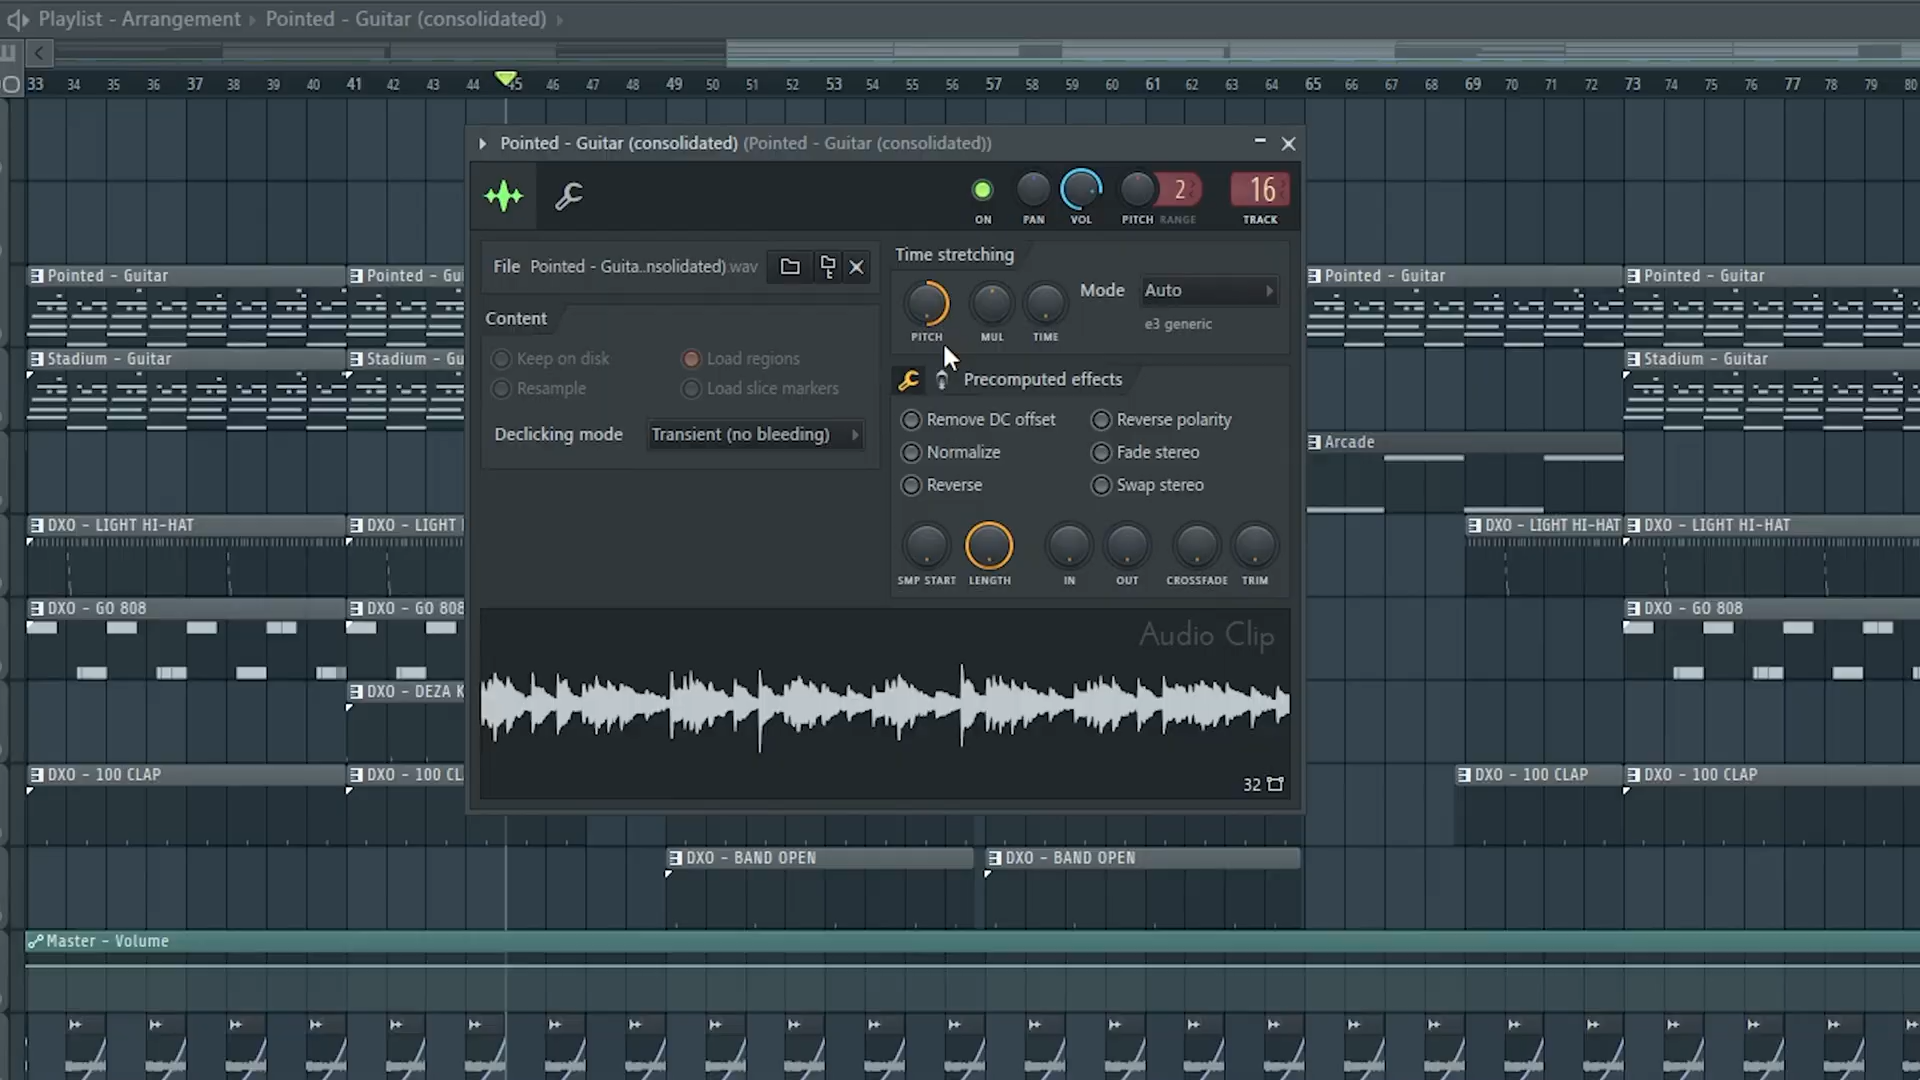 Playlist - Arrangement › Pointed - Guitar (consolidated) ›
33 34 35 36 37 38 39 40 41 42 43 44 45 46 47 48 49 50 51 52 53 54 55 56 57 58 59 60 61 62 63 64 65 66 67 68 69 70 71 72 73 74 75 76 77 78 79 80
Pointed - Guitar (consolidated) (Pointed - Guitar (consolidated))
2
16
ON PAN VOL PITCH RANGE TRACK
File Pointed - Guita..nsolidated).wav
Time stretching
Mode Auto
e3 generic
PITCH MUL TIME
Content
Keep on disk
Load regions
Resample
Load slice markers
Declicking mode Transient (no bleeding)
Precomputed effects
Remove DC offset
Reverse polarity
Normalize
Fade stereo
Reverse
Swap stereo
SMP START LENGTH IN OUT CROSSFADE TRIM
Audio Clip
32
Pointed - Guitar
Pointed - Gui
Pointed - Guitar
Pointed - Guitar
Stadium - Guitar
Stadium - Gu
Stadium - Guitar
Arcade
DXO - LIGHT HI-HAT
DXO - LIGHT
DXO - LIGHT HI-HAT
DXO - LIGHT HI-HAT
DXO - GO 808
DXO - GO 808
DXO - GO 808
DXO - DEZA K
DXO - 100 CLAP
DXO - 100 CL
DXO - 100 CLAP
DXO - 100 CLAP
DXO - BAND OPEN
DXO - BAND OPEN
Master - Volume